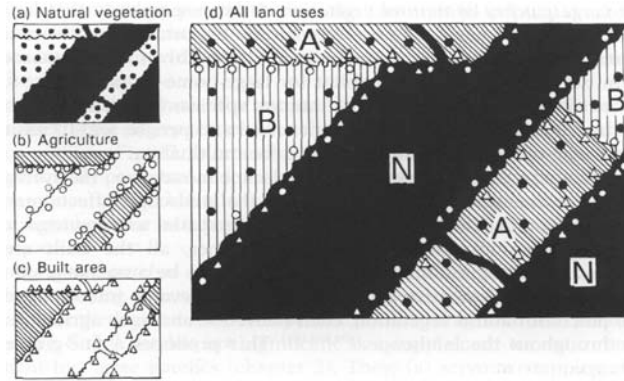 (a) Natural vegetation
(b) Agriculture
(c) Built area
(d) All land uses
A
B
B
N
A
N